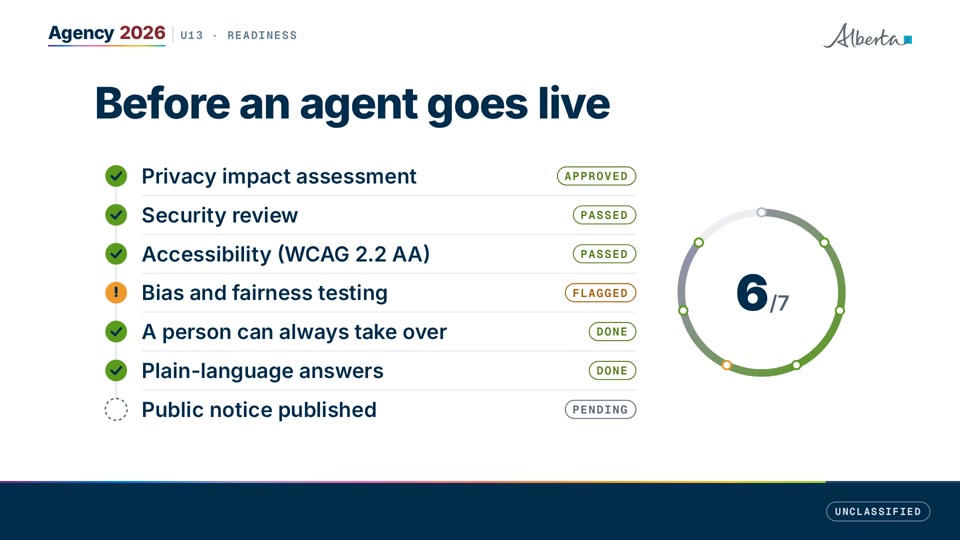 Agency 2026 U13 · READINESS
Alberta
Before an agent goes live
Privacy impact assessment APPROVED
Security review PASSED
Accessibility (WCAG 2.2 AA) PASSED
! Bias and fairness testing FLAGGED
A person can always take over DONE
Plain-language answers DONE
Public notice published PENDING
6/7
UNCLASSIFIED